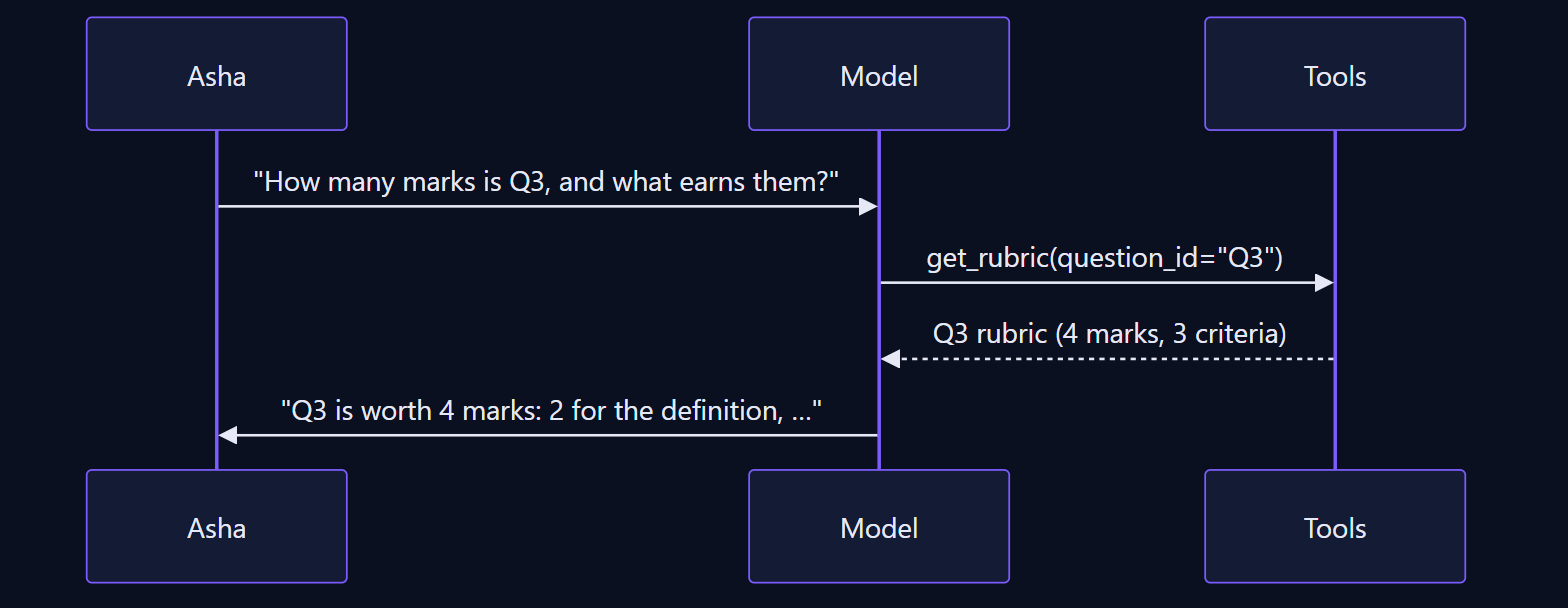 Asha
Model
Tools
"How many marks is Q3, and what earns them?"
get_rubric(question_id="Q3")
Q3 rubric (4 marks, 3 criteria)
"Q3 is worth 4 marks: 2 for the definition, ..."
Asha
Model
Tools